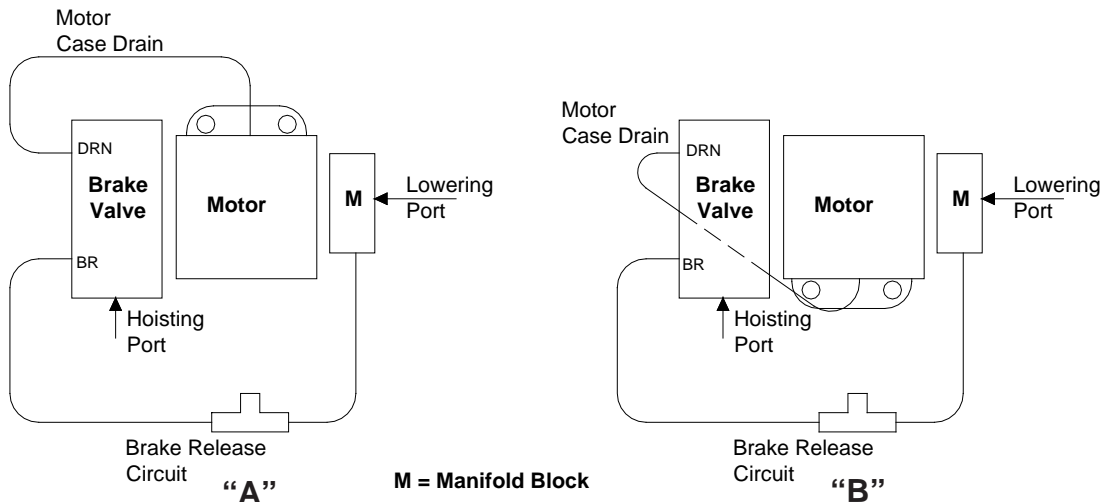 Motor
Case Drain
DRN
Brake
Valve
Motor
M
Lowering
Port
BR
Hoisting
Port
Brake Release
Circuit
“A”
M = Manifold Block
Motor
Case Drain
DRN
Brake
Valve
Motor
M
Lowering
Port
BR
Hoisting
Port
Brake Release
Circuit
“B”